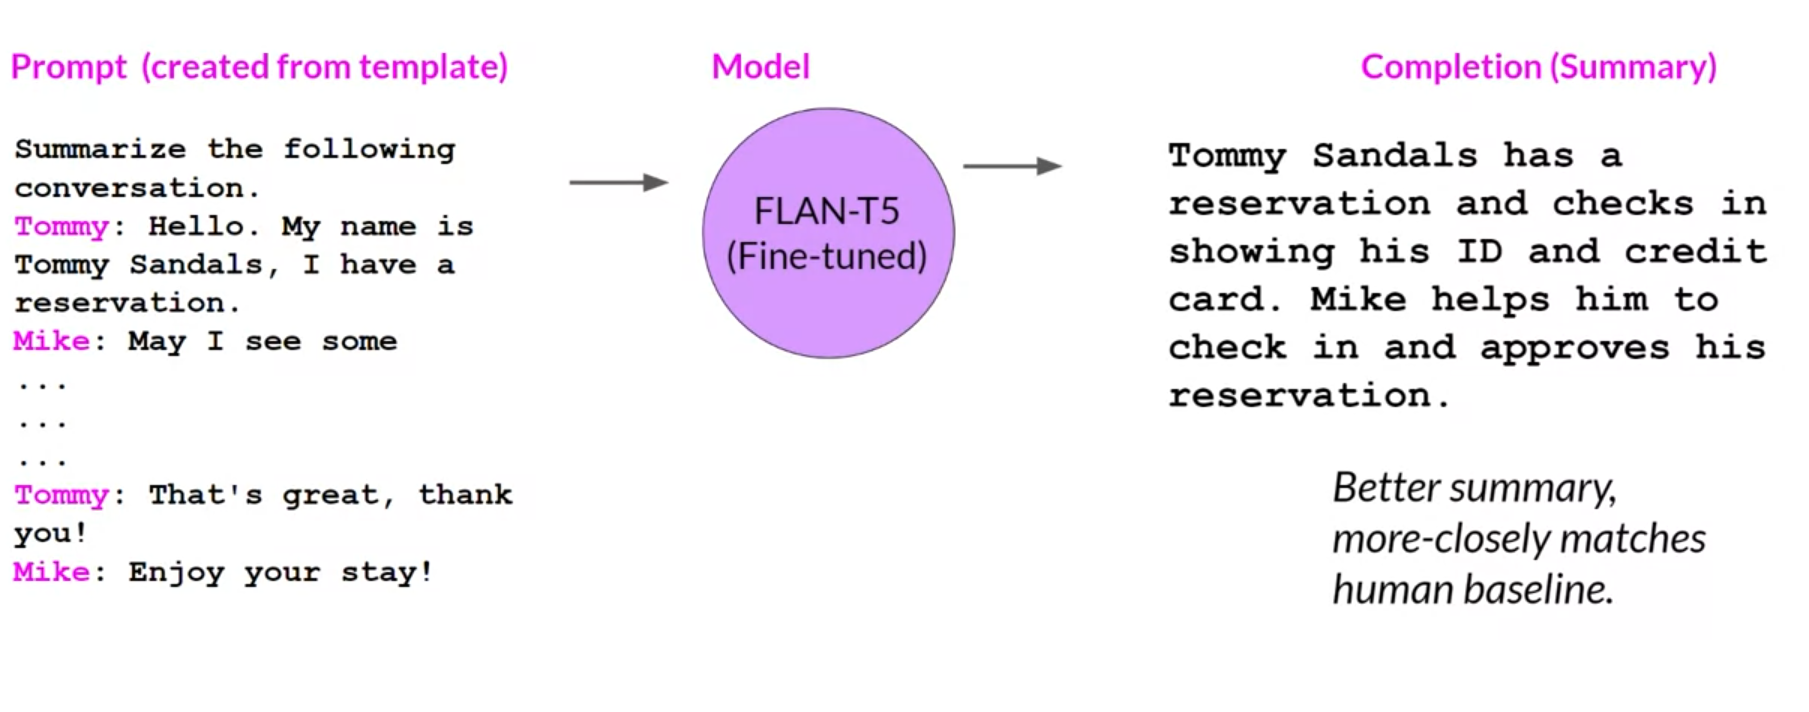 Prompt (created from template)
Summarize the following
conversation.
Tommy: Hello. My name is
Tommy Sandals, I have a
reservation.
Mike: May I see some
...
...
...
Tommy: That's great, thank
you!
Mike: Enjoy your stay!
Model
FLAN-T5
(Fine-tuned)
Completion (Summary)
Tommy Sandals has a
reservation and checks in
showing his ID and credit
card. Mike helps him to
check in and approves his
reservation.
Better summary,
more-closely matches
human baseline.